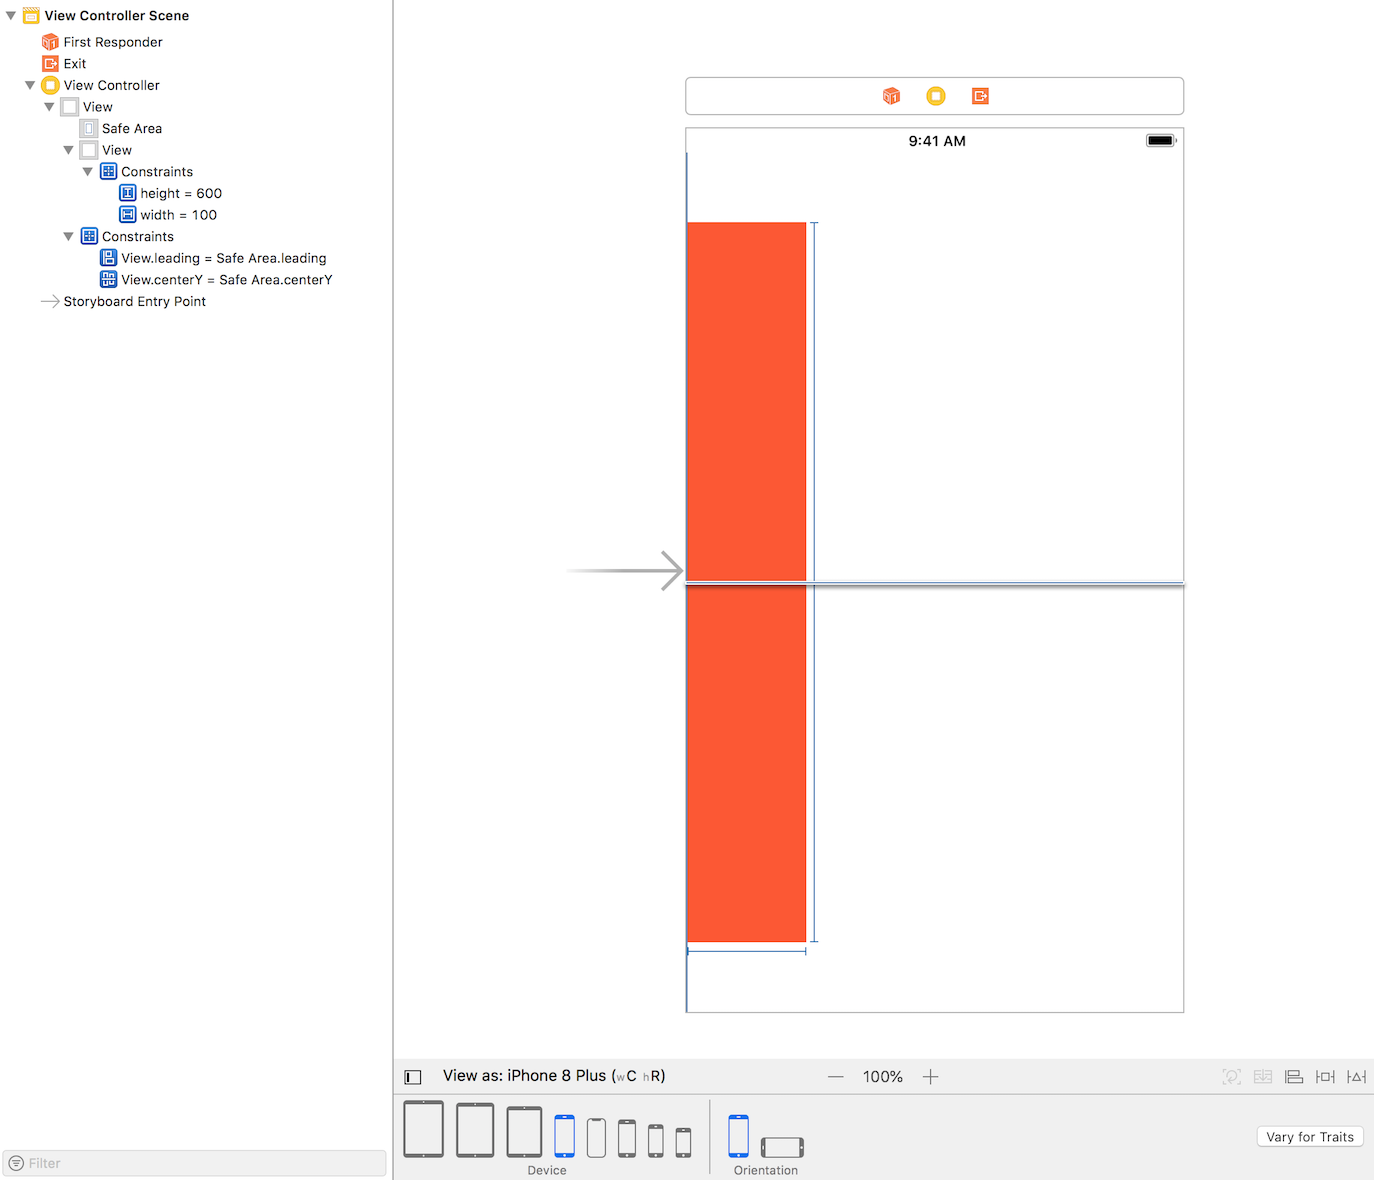 View Controller Scene
First Responder
Exit
View Controller
View
Safe Area
View
Constraints
height = 600
width = 100
Constraints
View.leading = Safe Area.leading
View.centerY = Safe Area.centerY
Storyboard Entry Point
Filter
9:41 AM
View as: iPhone 8 Plus (wC hR)
100%
Device
Orientation
Vary for Traits